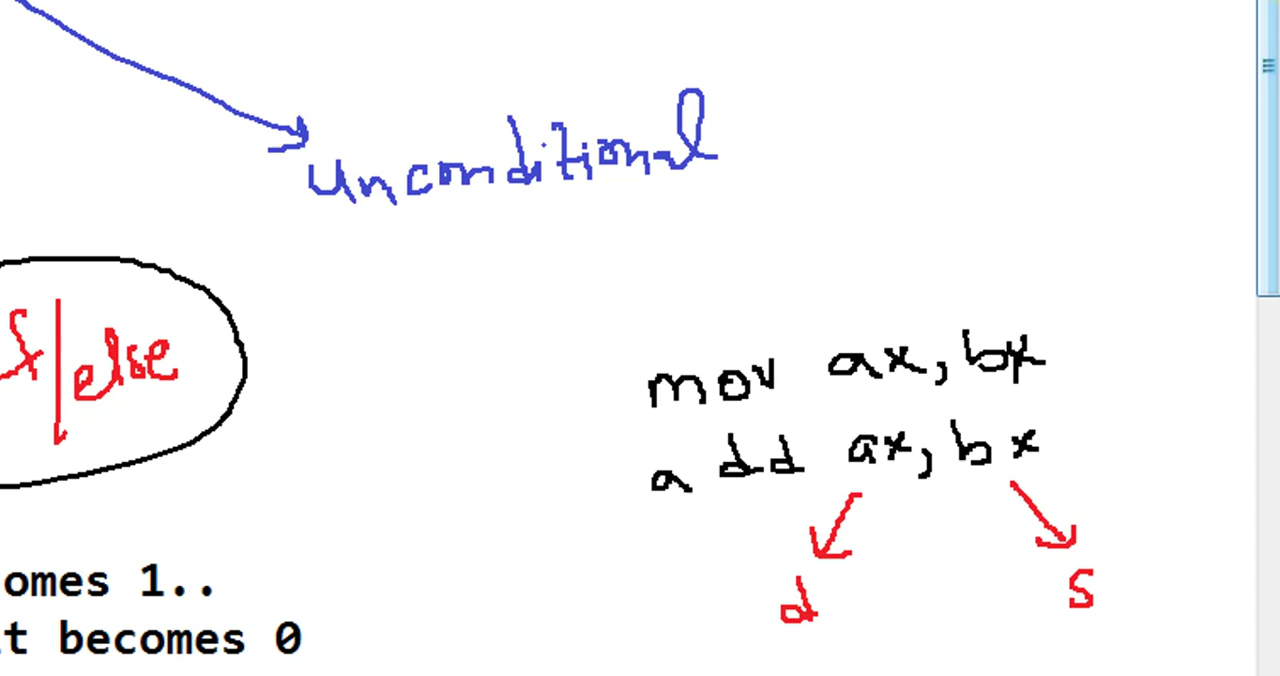 unconditional
f/else
mov ax, bx
add ax, bx
d
S
omes 1..
t becomes 0